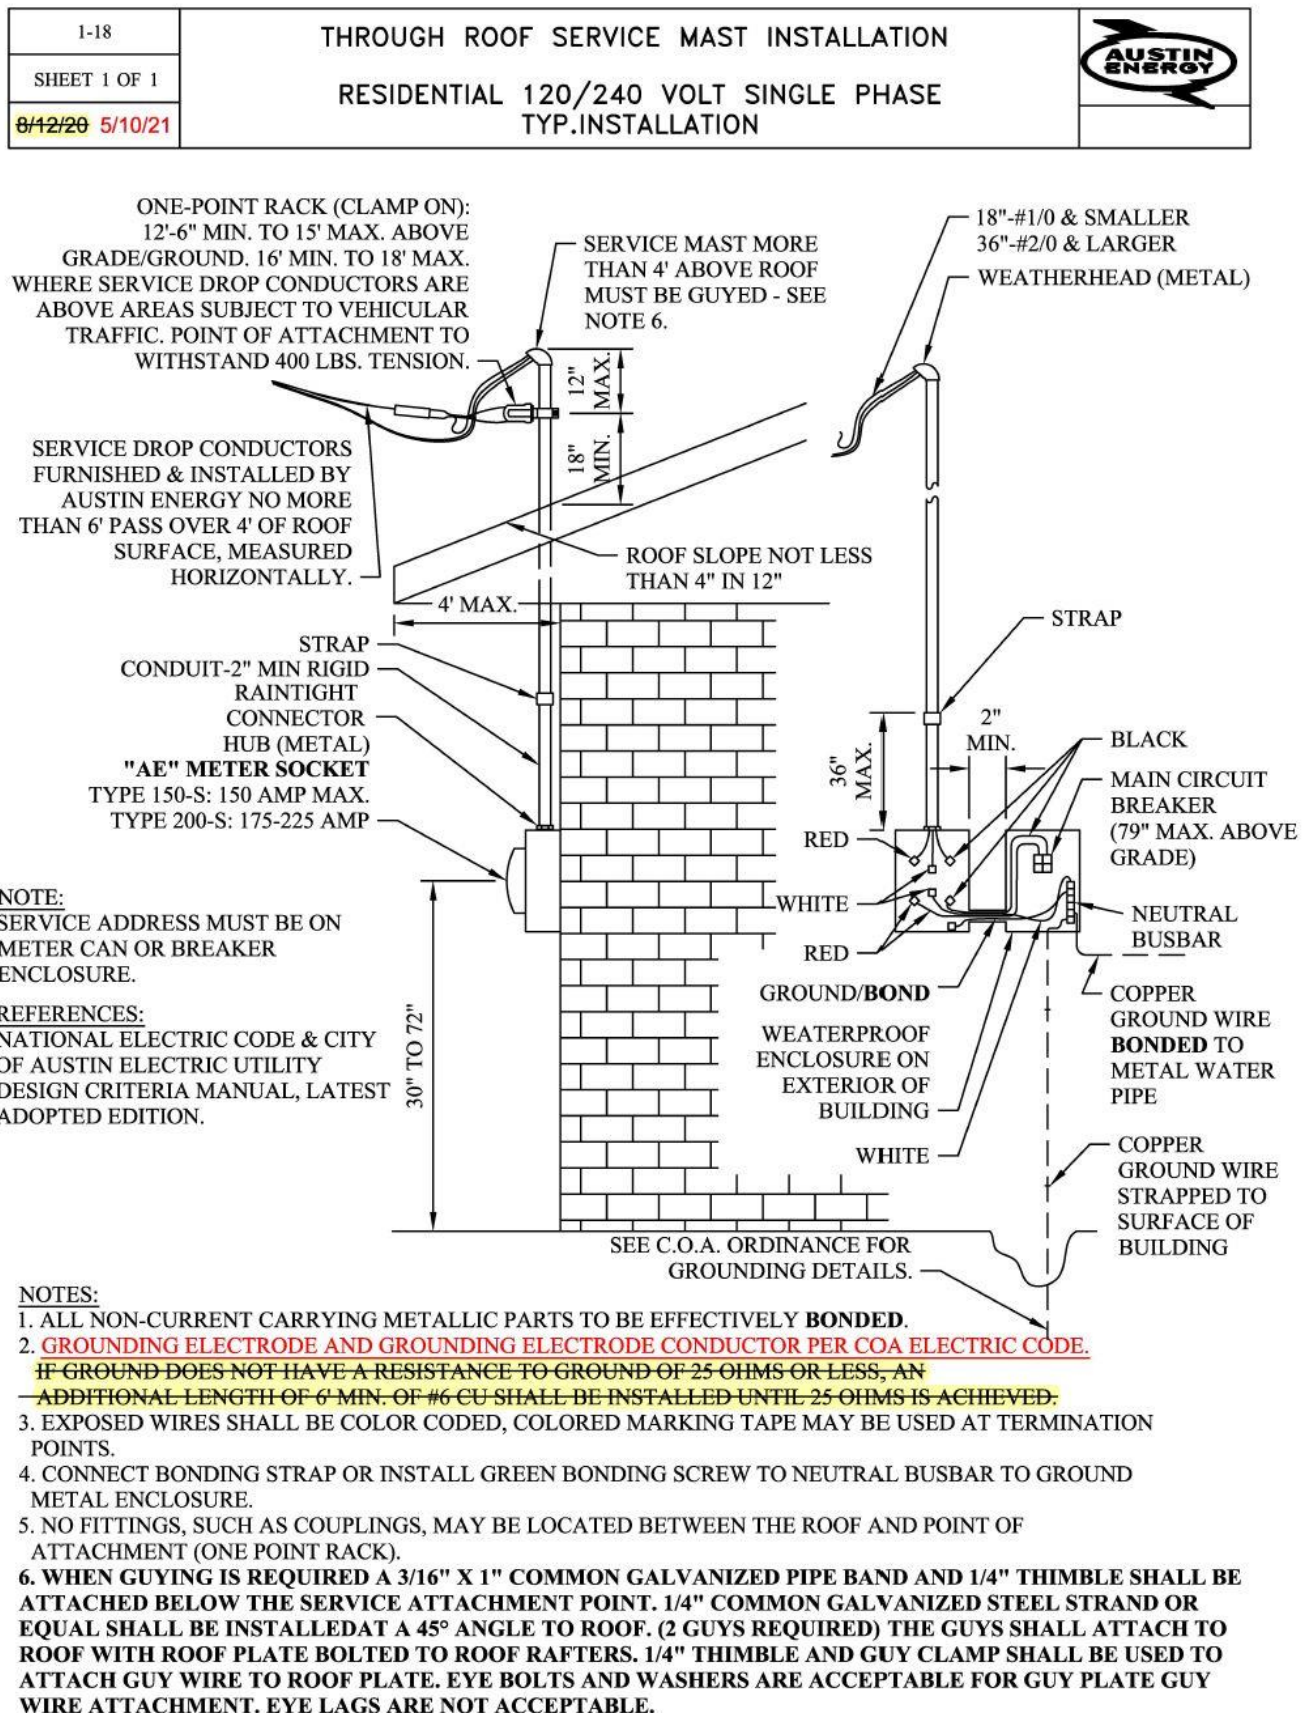 1-18
SHEET 1 OF 1
8/12/20 5/10/21
THROUGH ROOF SERVICE MAST INSTALLATION
RESIDENTIAL 120/240 VOLT SINGLE PHASE
TYP.INSTALLATION
AUSTIN
ENERGY
ONE-POINT RACK (CLAMP ON):
12'-6" MIN. TO 15' MAX. ABOVE
GRADE/GROUND. 16' MIN. TO 18' MAX.
WHERE SERVICE DROP CONDUCTORS ARE
ABOVE AREAS SUBJECT TO VEHICULAR
TRAFFIC. POINT OF ATTACHMENT TO
WITHSTAND 400 LBS. TENSION.
SERVICE MAST MORE
THAN 4' ABOVE ROOF
MUST BE GUYED - SEE
NOTE 6.
18"-#1/0 & SMALLER
36"-#2/0 & LARGER
WEATHERHEAD (METAL)
12"
MAX.
18"
MIN.
SERVICE DROP CONDUCTORS
FURNISHED & INSTALLED BY
AUSTIN ENERGY NO MORE
THAN 6' PASS OVER 4' OF ROOF
SURFACE, MEASURED
HORIZONTALLY.
ROOF SLOPE NOT LESS
THAN 4" IN 12"
4' MAX.
STRAP
CONDUIT-2" MIN RIGID
RAINTIGHT
CONNECTOR
HUB (METAL)
"AE" METER SOCKET
TYPE 150-S: 150 AMP MAX.
TYPE 200-S: 175-225 AMP
STRAP
2"
MIN.
36"
MAX.
BLACK
MAIN CIRCUIT
BREAKER
(79" MAX. ABOVE
GRADE)
RED
WHITE
RED
NEUTRAL
BUSBAR
GROUND/BOND
WEATERPROOF
ENCLOSURE ON
EXTERIOR OF
BUILDING
WHITE
COPPER
GROUND WIRE
BONDED TO
METAL WATER
PIPE
COPPER
GROUND WIRE
STRAPPED TO
SURFACE OF
BUILDING
NOTE:
SERVICE ADDRESS MUST BE ON
METER CAN OR BREAKER
ENCLOSURE.
REFERENCES:
NATIONAL ELECTRIC CODE & CITY
OF AUSTIN ELECTRIC UTILITY
DESIGN CRITERIA MANUAL, LATEST
ADOPTED EDITION.
30" TO 72"
SEE C.O.A. ORDINANCE FOR
GROUNDING DETAILS.
NOTES:
1. ALL NON-CURRENT CARRYING METALLIC PARTS TO BE EFFECTIVELY BONDED.
2. GROUNDING ELECTRODE AND GROUNDING ELECTRODE CONDUCTOR PER COA ELECTRIC CODE.
IF GROUND DOES NOT HAVE A RESISTANCE TO GROUND OF 25 OHMS OR LESS, AN
ADDITIONAL LENGTH OF 6' MIN. OF #6 CU SHALL BE INSTALLED UNTIL 25 OHMS IS ACHIEVED.
3. EXPOSED WIRES SHALL BE COLOR CODED, COLORED MARKING TAPE MAY BE USED AT TERMINATION
POINTS.
4. CONNECT BONDING STRAP OR INSTALL GREEN BONDING SCREW TO NEUTRAL BUSBAR TO GROUND
METAL ENCLOSURE.
5. NO FITTINGS, SUCH AS COUPLINGS, MAY BE LOCATED BETWEEN THE ROOF AND POINT OF
ATTACHMENT (ONE POINT RACK).
6. WHEN GUYING IS REQUIRED A 3/16" X 1" COMMON GALVANIZED PIPE BAND AND 1/4" THIMBLE SHALL BE
ATTACHED BELOW THE SERVICE ATTACHMENT POINT. 1/4" COMMON GALVANIZED STEEL STRAND OR
EQUAL SHALL BE INSTALLEDAT A 45° ANGLE TO ROOF. (2 GUYS REQUIRED) THE GUYS SHALL ATTACH TO
ROOF WITH ROOF PLATE BOLTED TO ROOF RAFTERS. 1/4" THIMBLE AND GUY CLAMP SHALL BE USED TO
ATTACH GUY WIRE TO ROOF PLATE. EYE BOLTS AND WASHERS ARE ACCEPTABLE FOR GUY PLATE GUY
WIRE ATTACHMENT. EYE LAGS ARE NOT ACCEPTABLE.